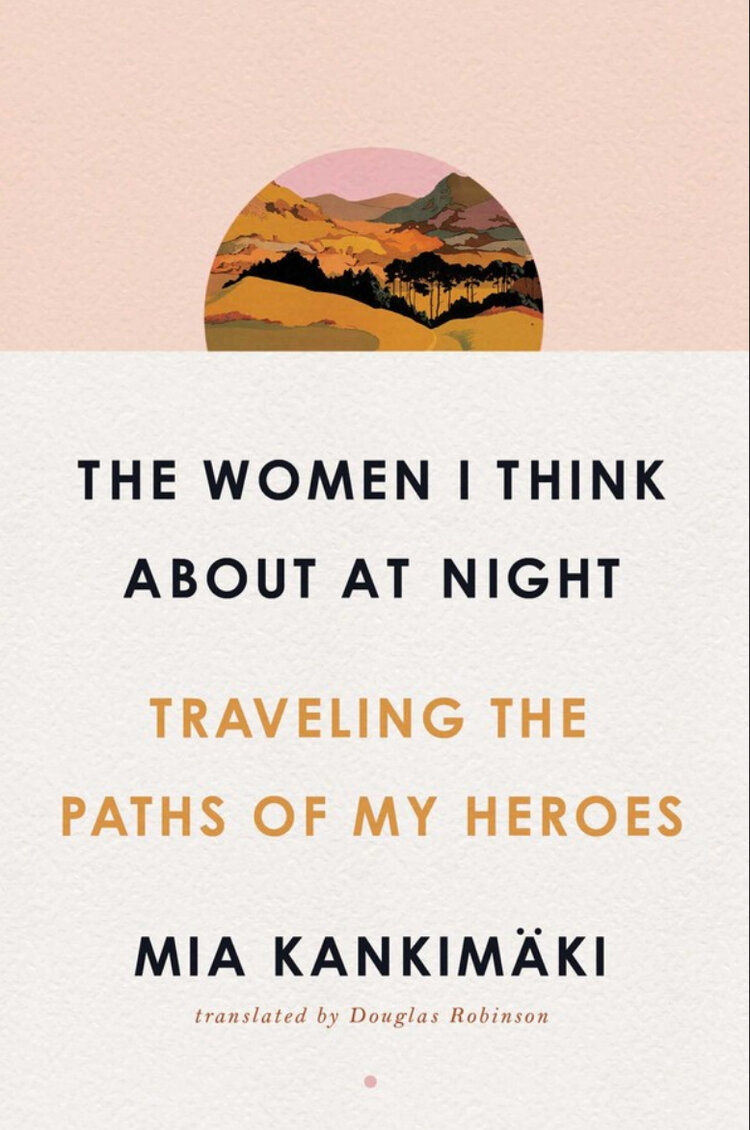 THE WOMEN I THINK
ABOUT AT NIGHT
TRAVELING THE
PATHS OF MY HEROES
MIA KANKIMÄKI
translated by Douglas Robinson